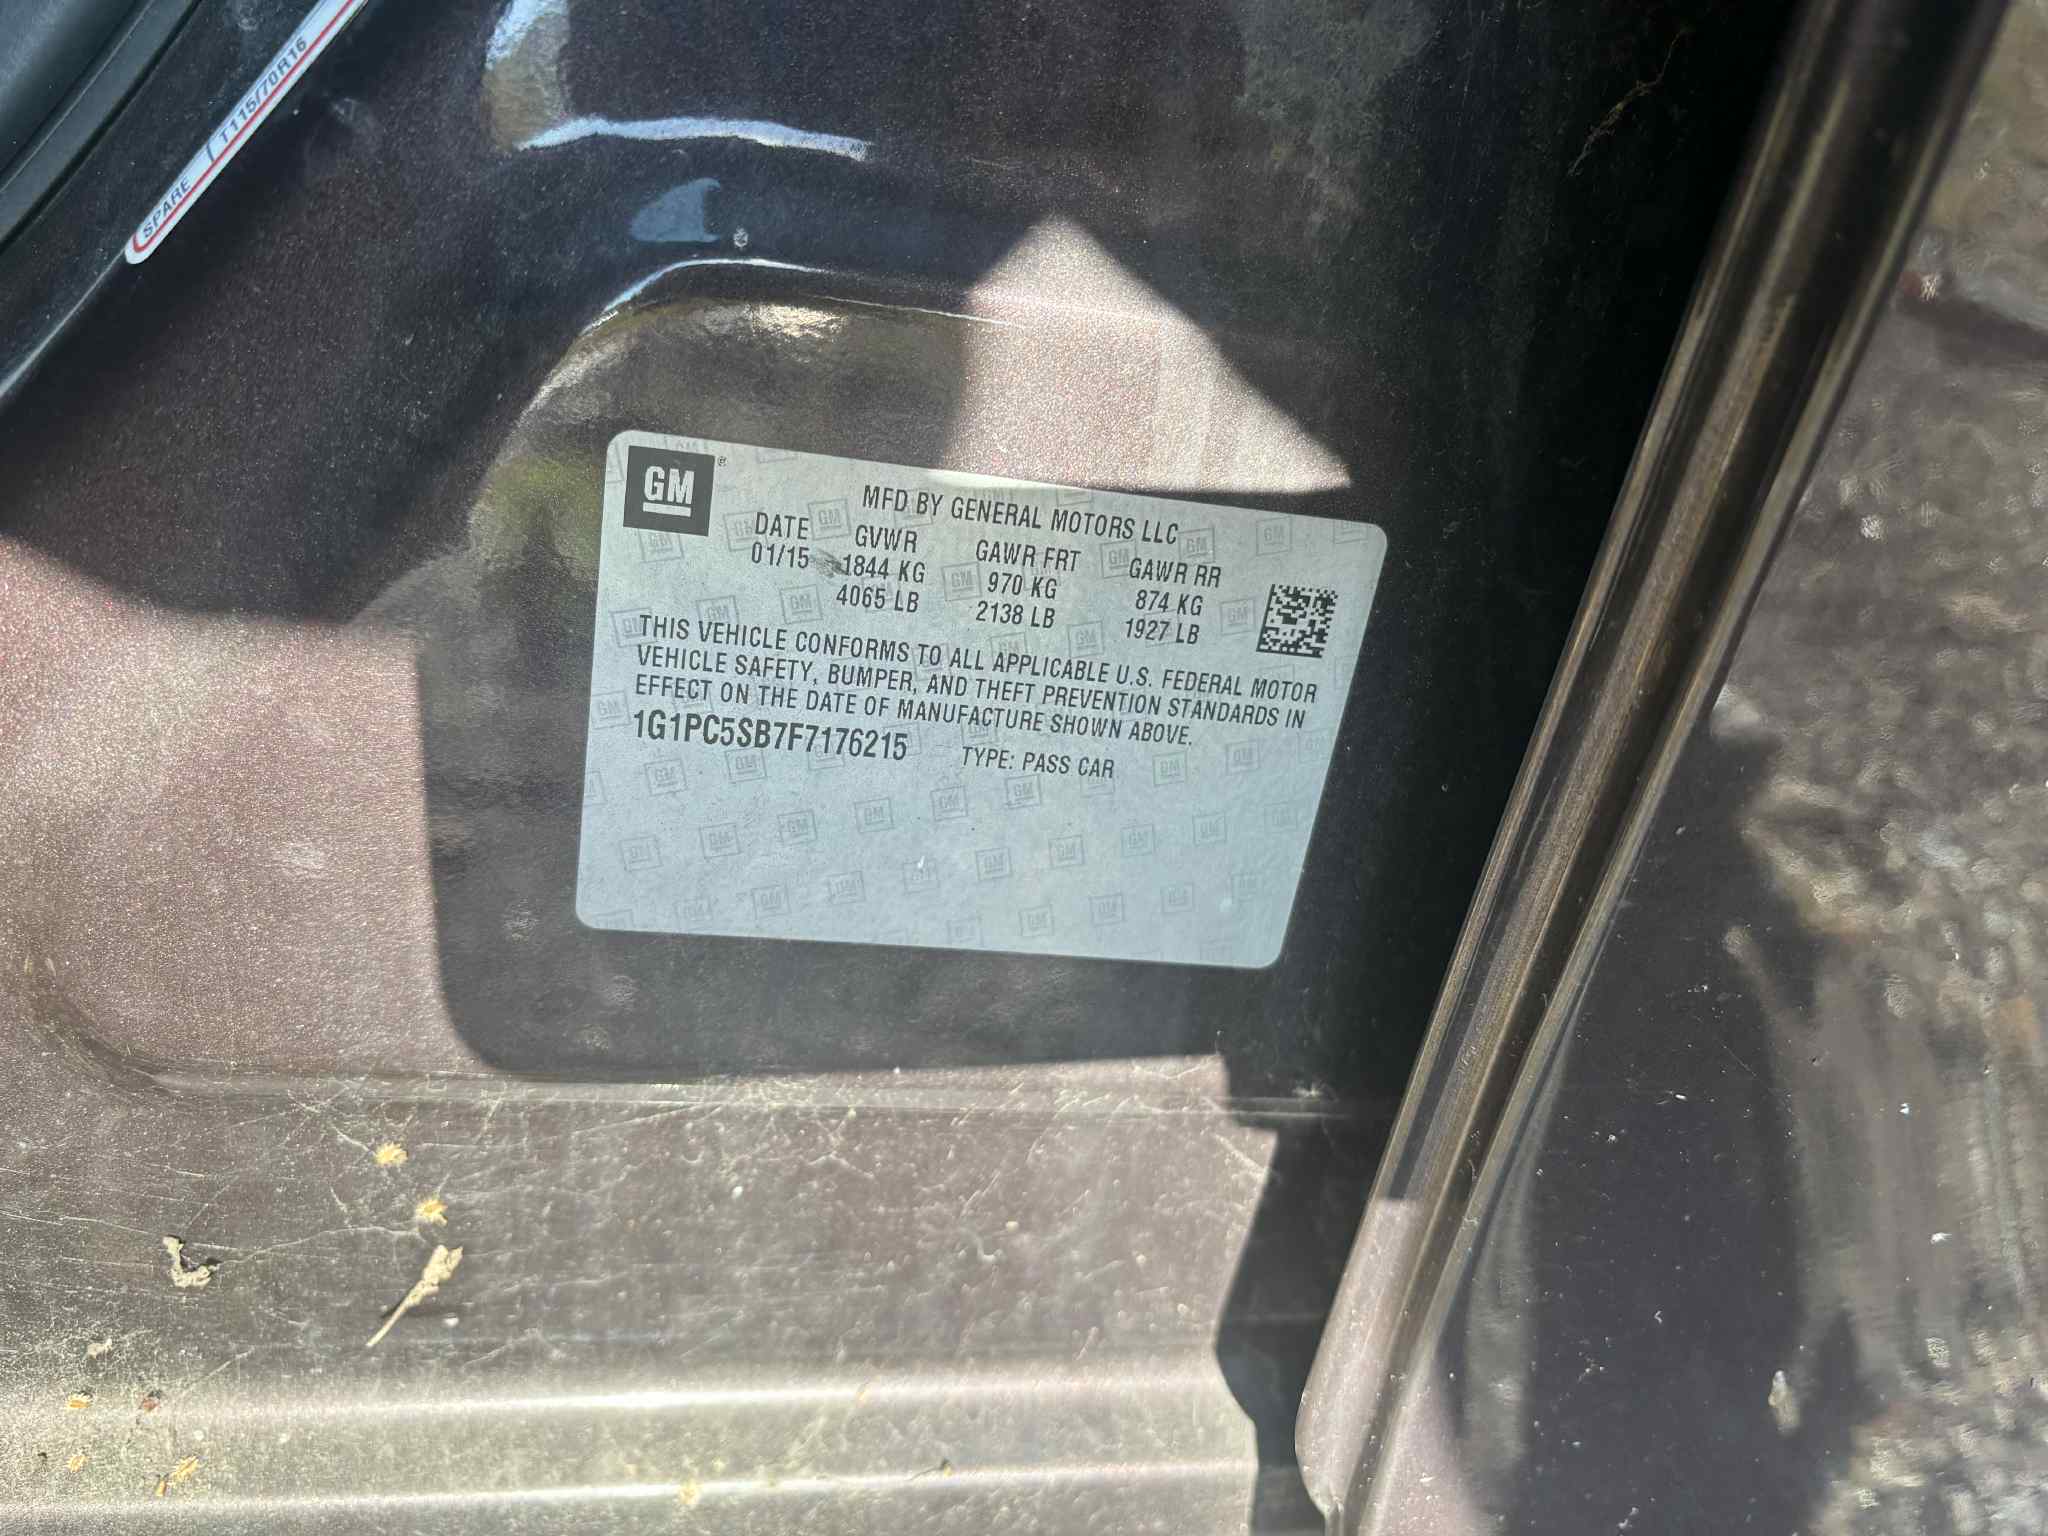 SPARE T115/70R16
GM
MFD BY GENERAL MOTORS LLC
DATE GVWR GAWR FRT GAWR RR
01/15 1844 KG 970 KG 874 KG
4065 LB 2138 LB 1927 LB
THIS VEHICLE CONFORMS TO ALL APPLICABLE U.S. FEDERAL MOTOR
VEHICLE SAFETY, BUMPER, AND THEFT PREVENTION STANDARDS IN
EFFECT ON THE DATE OF MANUFACTURE SHOWN ABOVE.
1G1PC5SB7F7176215 TYPE: PASS CAR